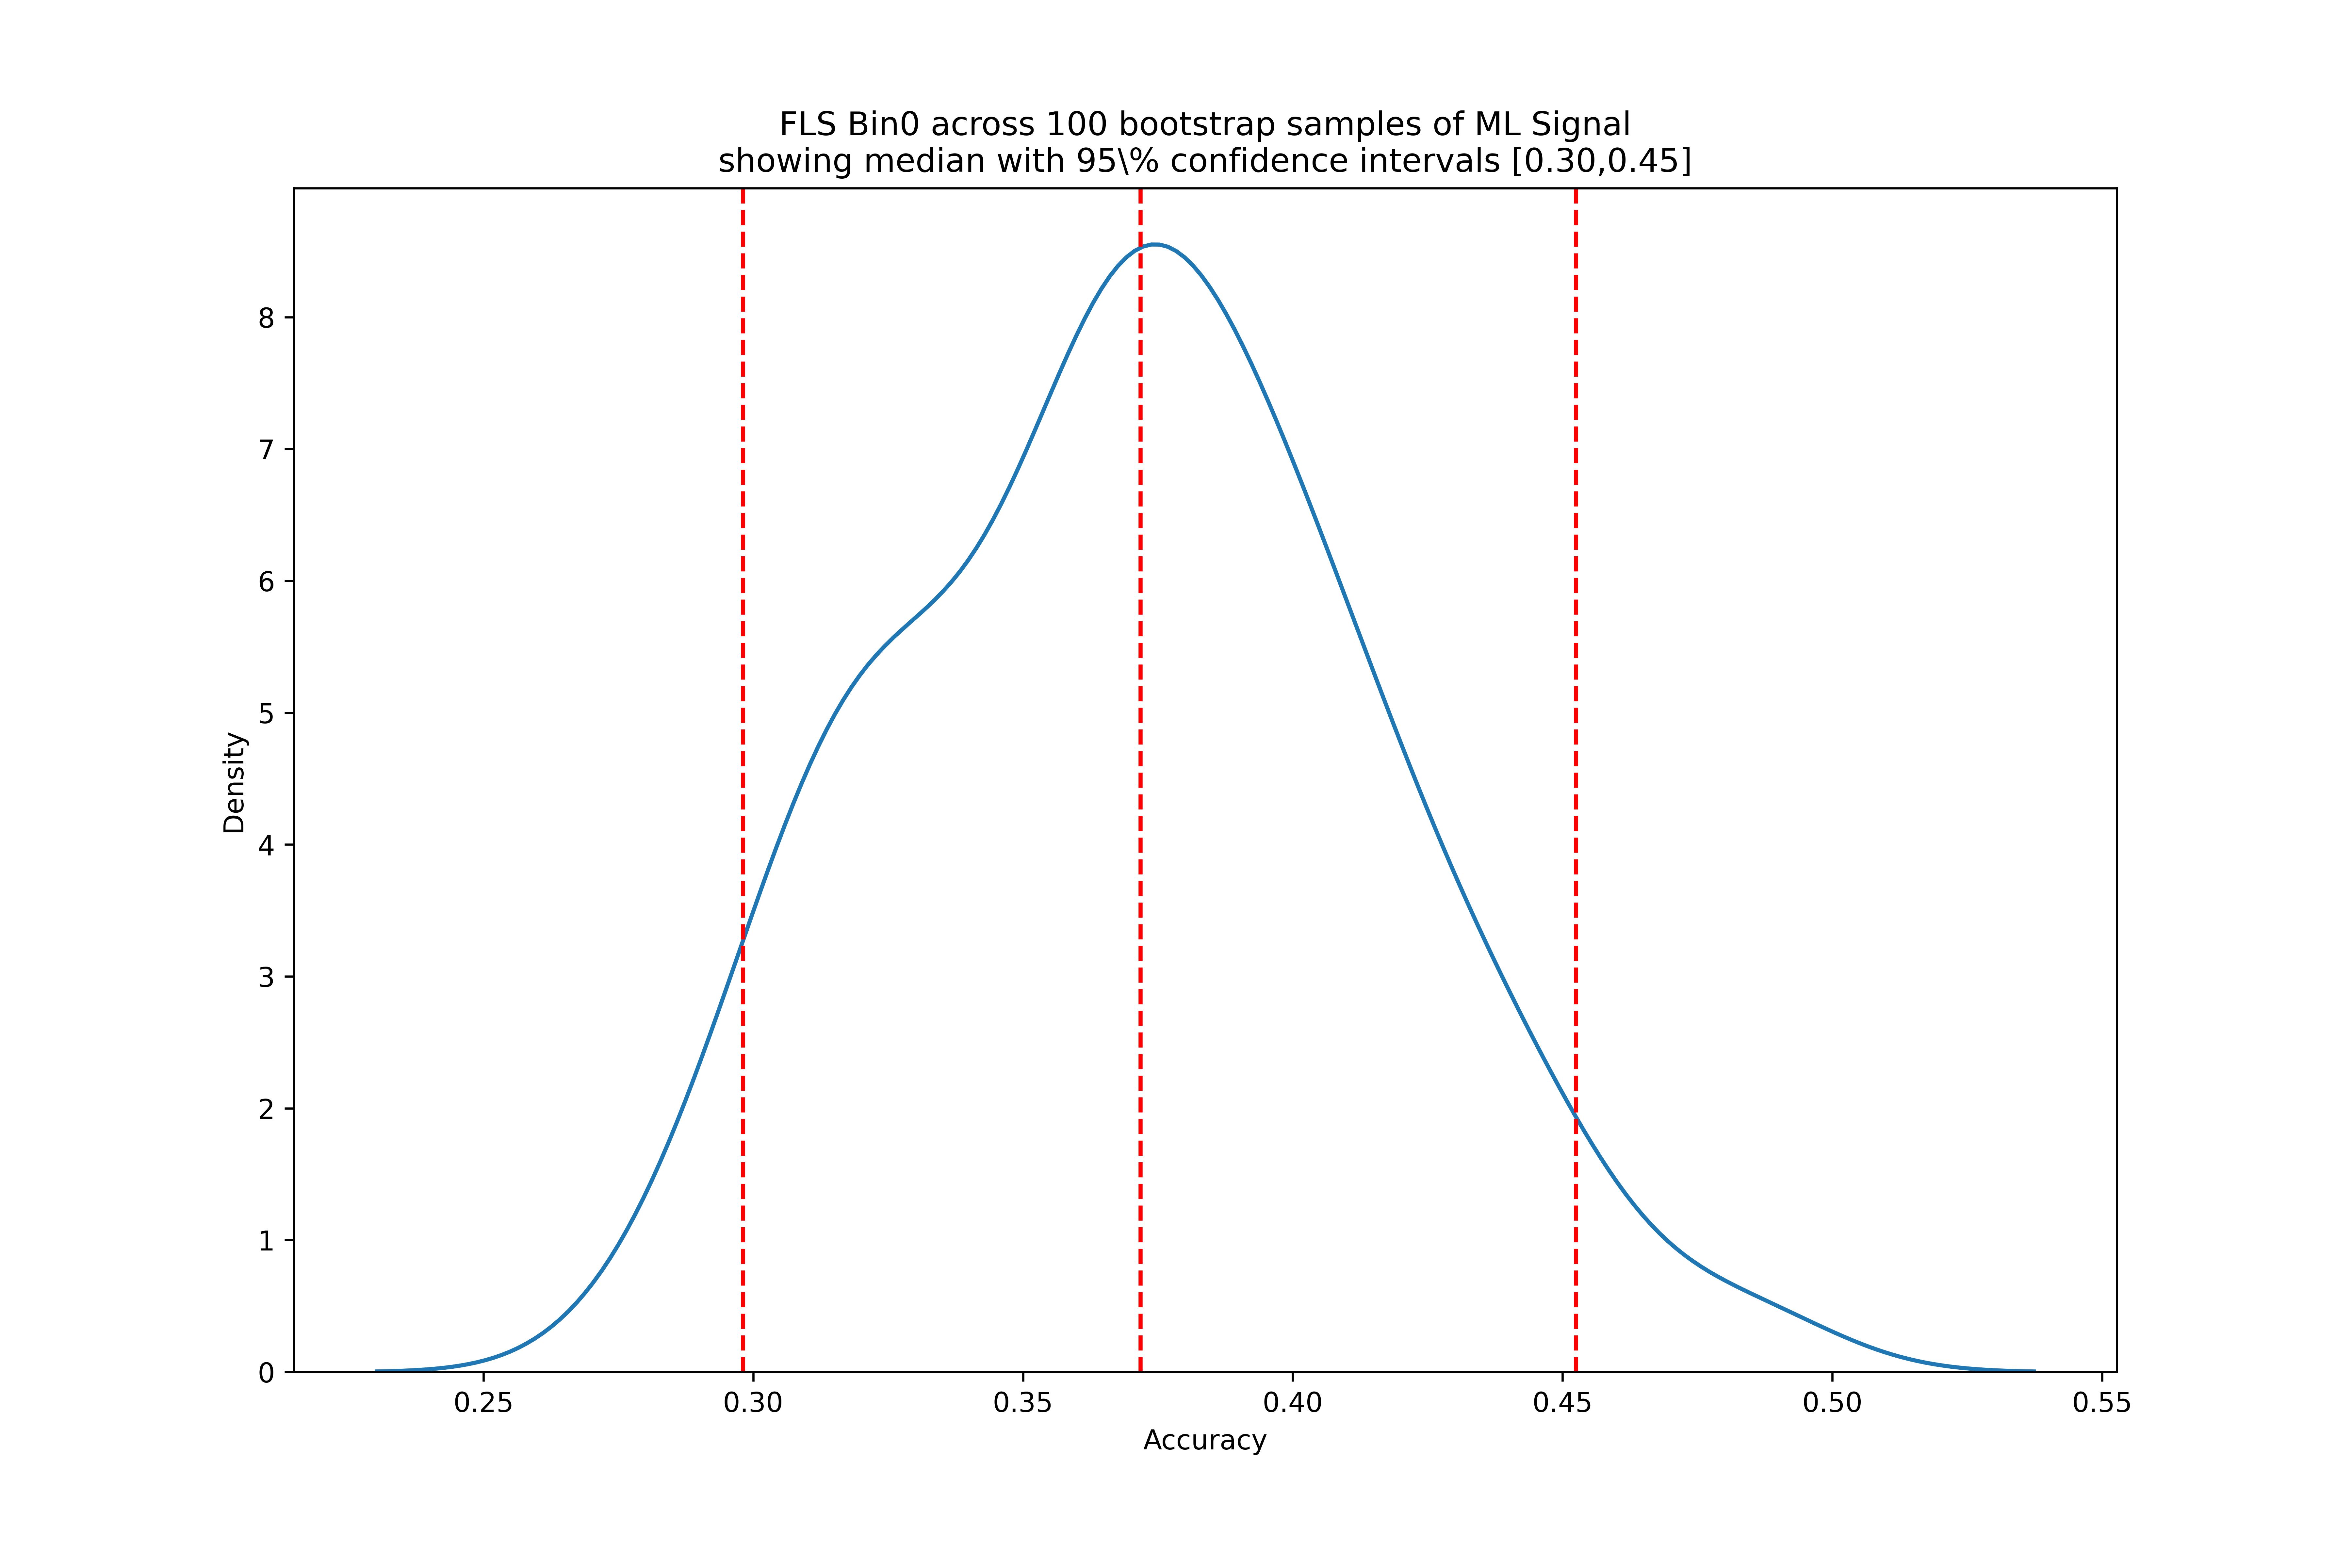 FLS Bin0 across 100 bootstrap samples of ML Signal
showing median with 95\% confidence intervals [0.30,0.45]
8
7
6
5
4
3
2
1
0
Density
0.25 0.30 0.35 0.40 0.45 0.50 0.55
Accuracy